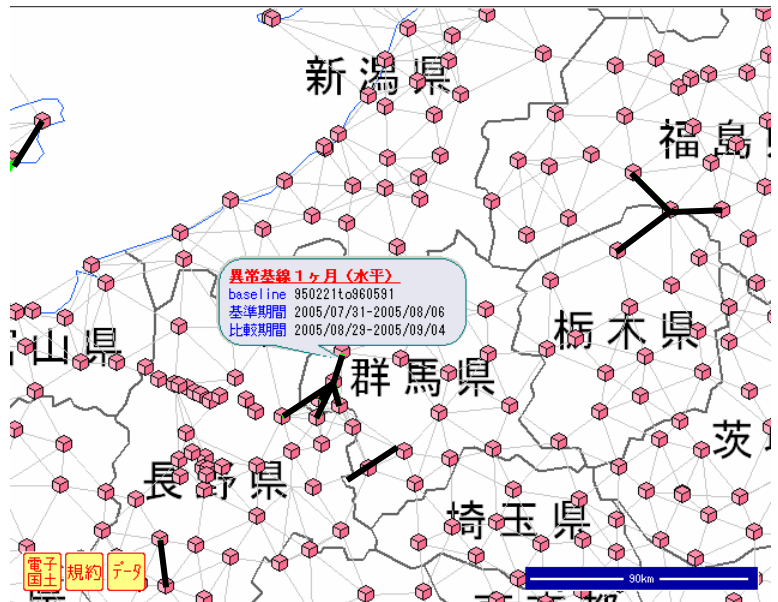 新潟県
福島県
異常基線１ヶ月（水平）
baseline 950221to960591
基準期間 2005/07/31-2005/08/06
比較期間 2005/08/29-2005/09/04
栃木県
山県
群馬県
茨
長野県
埼玉県
電子
国土
規約
データ
90km